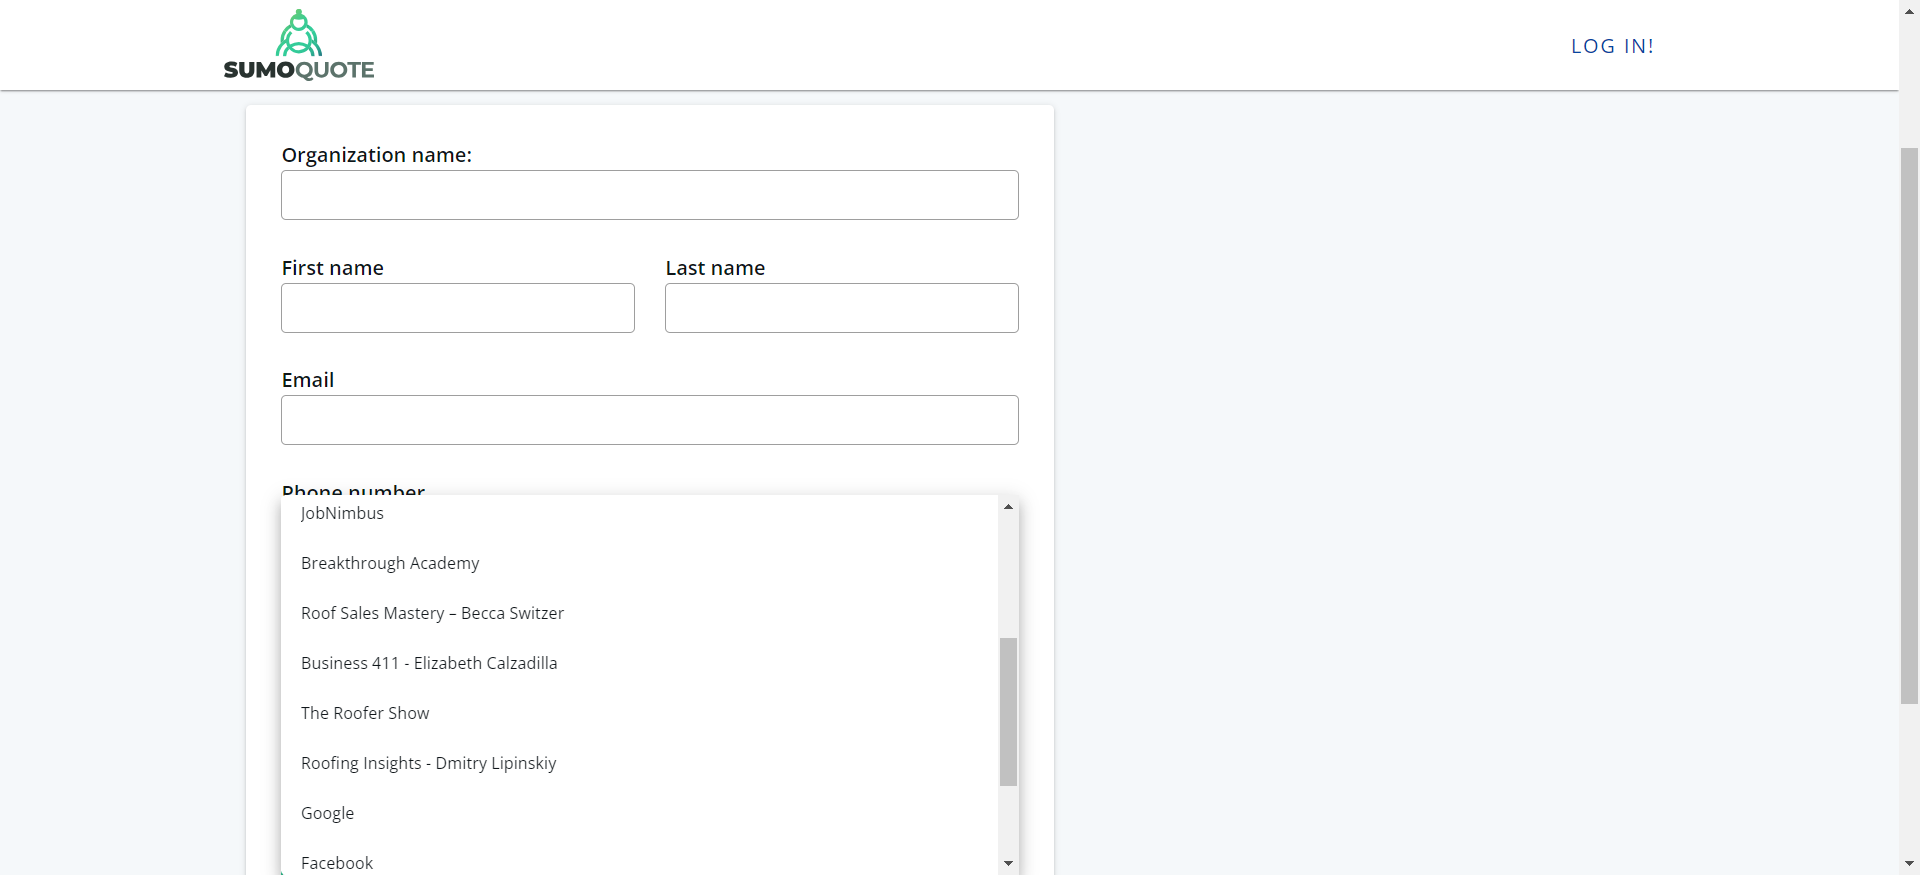 SUMOQUOTE
LOG IN!
Organization name:
First name
Last name
Email
Phone number
JobNimbus
Breakthrough Academy
Roof Sales Mastery – Becca Switzer
Business 411 - Elizabeth Calzadilla
The Roofer Show
Roofing Insights - Dmitry Lipinskiy
Google
Facebook